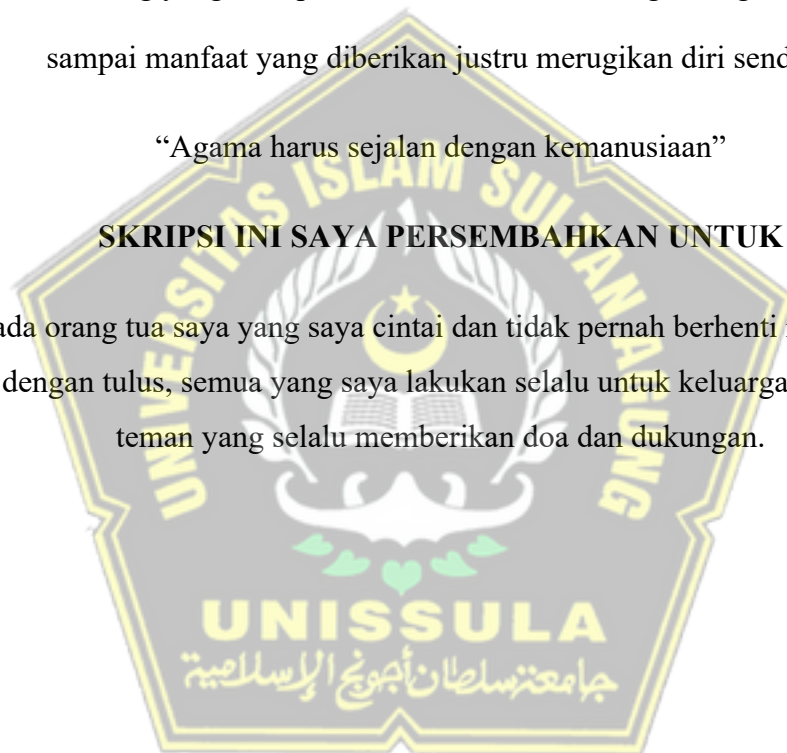 sampai manfaat yang diberikan justru merugikan diri send
“Agama harus sejalan dengan kemanusiaan”
SKRIPSI INI SAYA PERSEMBAHKAN UNTUK
ada orang tua saya yang saya cintai dan tidak pernah berhenti
dengan tulus, semua yang saya lakukan selalu untuk keluarga
teman yang selalu memberikan doa dan dukungan.
UNIVERSITAS ISLAM SULTAN AGUNG
UNISSULA
جامعة سلطان أجونج الإسلامية